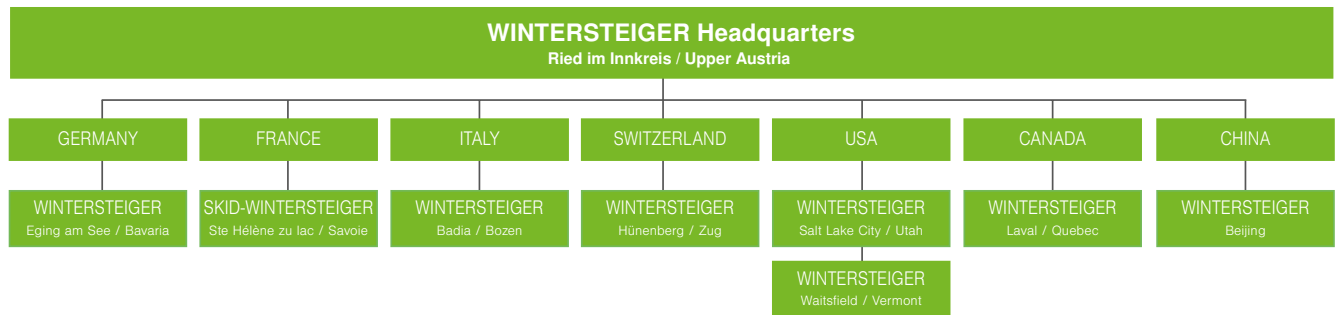 WINTERSTEIGER Headquarters
Ried im Innkreis / Upper Austria
GERMANY
FRANCE
ITALY
SWITZERLAND
USA
CANADA
CHINA
WINTERSTEIGER
Eging am See / Bavaria
SKID-WINTERSTEIGER
Ste Hélène zu lac / Savoie
WINTERSTEIGER
Badia / Bozen
WINTERSTEIGER
Hünenberg / Zug
WINTERSTEIGER
Salt Lake City / Utah
WINTERSTEIGER
Laval / Quebec
WINTERSTEIGER
Beijing
WINTERSTEIGER
Waitsfield / Vermont